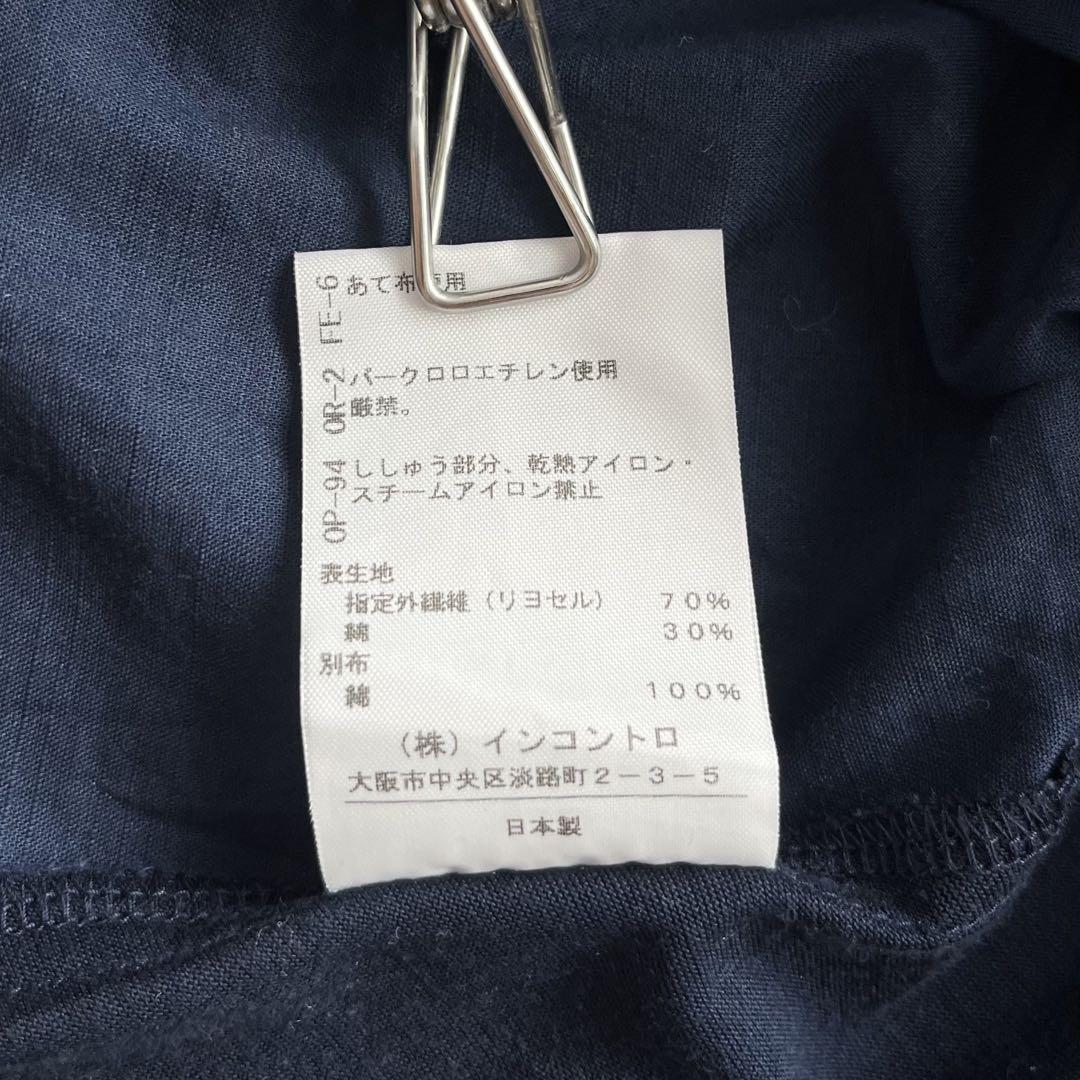 FE-6 あて布使用
OR-2 パークロロエチレン使用
厳禁。
OP-94 ししゅう部分、乾熱アイロン・
スチームアイロン禁止
表生地
指定外繊維（リヨセル） 70%
綿 30%
別布
綿 100%
（株）インコントロ
大阪市中央区淡路町2-3-5
日本製